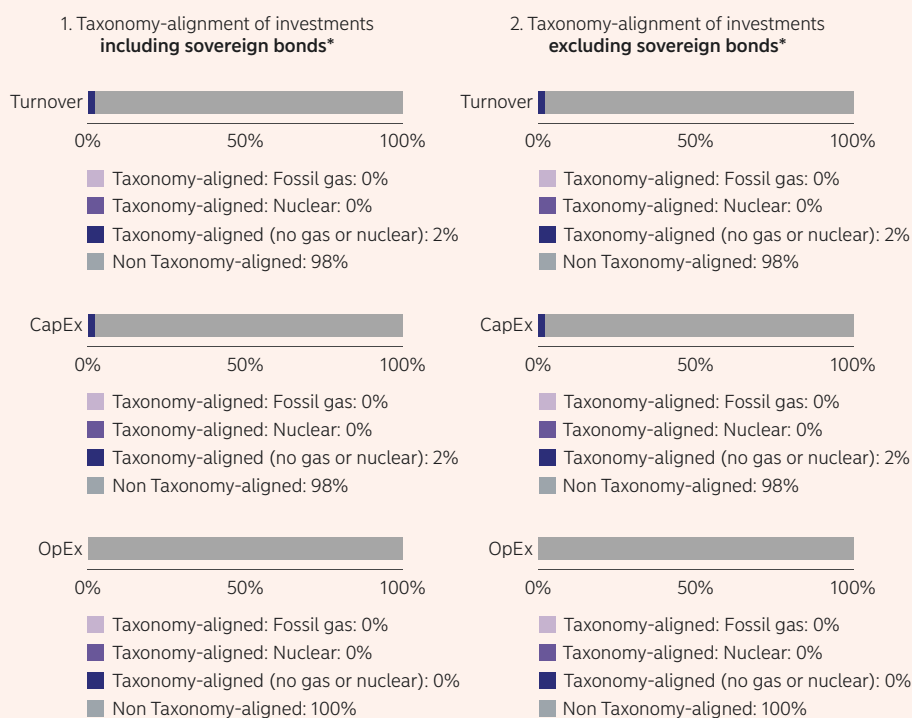 1. Taxonomy-alignment of investments
including sovereign bonds*
Turnover
0% 50% 100%
Taxonomy-aligned: Fossil gas: 0%
Taxonomy-aligned: Nuclear: 0%
Taxonomy-aligned (no gas or nuclear): 2%
Non Taxonomy-aligned: 98%
CapEx
0% 50% 100%
Taxonomy-aligned: Fossil gas: 0%
Taxonomy-aligned: Nuclear: 0%
Taxonomy-aligned (no gas or nuclear): 2%
Non Taxonomy-aligned: 98%
OpEx
0% 50% 100%
Taxonomy-aligned: Fossil gas: 0%
Taxonomy-aligned: Nuclear: 0%
Taxonomy-aligned (no gas or nuclear): 0%
Non Taxonomy-aligned: 100%
2. Taxonomy-alignment of investments
excluding sovereign bonds*
Turnover
0% 50% 100%
Taxonomy-aligned: Fossil gas: 0%
Taxonomy-aligned: Nuclear: 0%
Taxonomy-aligned (no gas or nuclear): 2%
Non Taxonomy-aligned: 98%
CapEx
0% 50% 100%
Taxonomy-aligned: Fossil gas: 0%
Taxonomy-aligned: Nuclear: 0%
Taxonomy-aligned (no gas or nuclear): 2%
Non Taxonomy-aligned: 98%
OpEx
0% 50% 100%
Taxonomy-aligned: Fossil gas: 0%
Taxonomy-aligned: Nuclear: 0%
Taxonomy-aligned (no gas or nuclear): 0%
Non Taxonomy-aligned: 100%